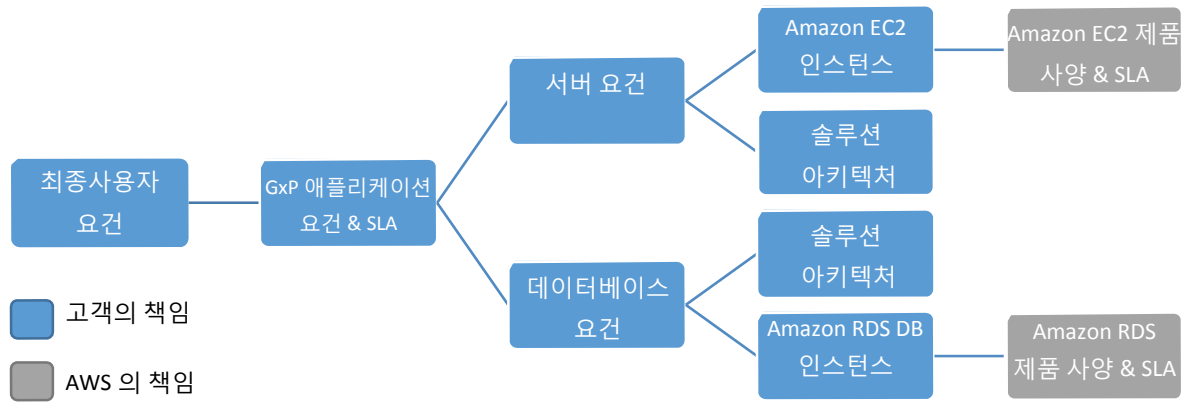 최종사용자
요건
GxP 애플리케이션
요건 & SLA
서버 요건
데이터베이스
요건
Amazon EC2
인스턴스
솔루션
아키텍처
솔루션
아키텍처
Amazon RDS DB
인스턴스
Amazon EC2 제품
사양 & SLA
Amazon RDS
제품 사양 & SLA
고객의 책임
AWS 의 책임